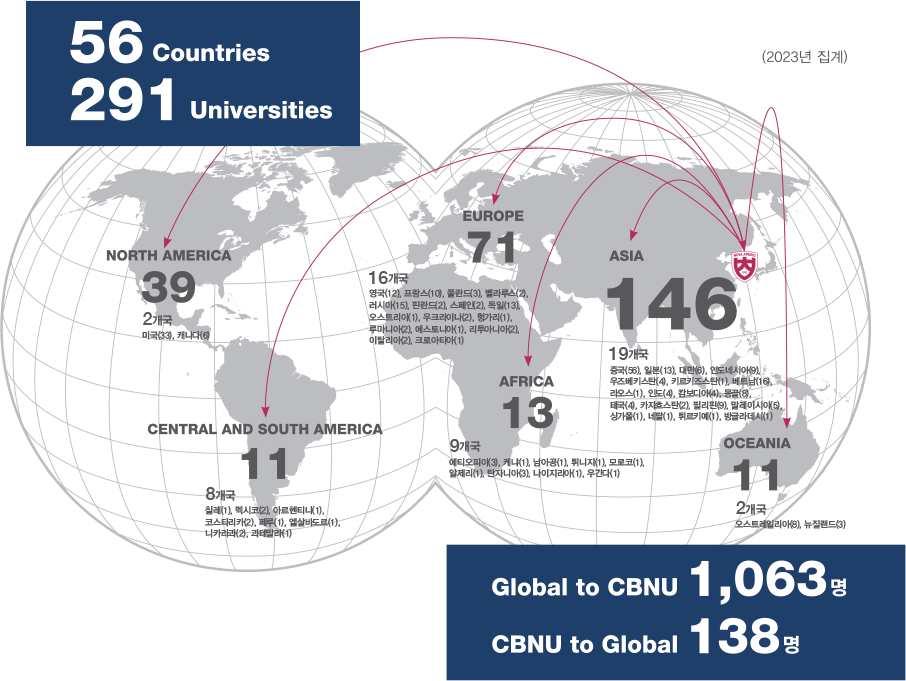 56 Countries
291 Universities
(2023년 집계)
NORTH AMERICA
39
2개국
미국(33), 캐나다(6)
EUROPE
71
16개국
영국(12), 프랑스(10), 폴란드(3), 벨라루스(2),
러시아(15), 핀란드(2), 스페인(2), 독일(13),
오스트리아(1), 우크라이나(2), 헝가리(1),
루마니아(2), 에스토니아(1), 리투아니아(2),
이탈리아(2), 크로아티아(1)
ASIA
146
19개국
중국(56), 일본(13), 대만(6), 인도네시아(9),
우즈베키스탄(4), 키르키즈스탄(1), 베트남(16),
라오스(1), 인도(4), 캄보디아(4), 몽골(8),
태국(4), 카자흐스탄(2), 필리핀(9), 말레이시아(5),
싱가폴(1), 네팔(1), 튀르키예(1), 방글라데시(1)
AFRICA
13
9개국
에티오피아(3), 케냐(1), 남아공(1), 튀니지(1), 모로코(1),
알제리(1), 탄자니아(3), 나이지리아(1), 우간다(1)
CENTRAL AND SOUTH AMERICA
11
8개국
칠레(1), 멕시코(2), 아르헨티나(1),
코스타리카(2), 페루(1), 엘살바도르(1),
니카라과(2), 과테말라(1)
OCEANIA
11
2개국
오스트레일리아(8), 뉴질랜드(3)
Global to CBNU 1,063명
CBNU to Global 138명